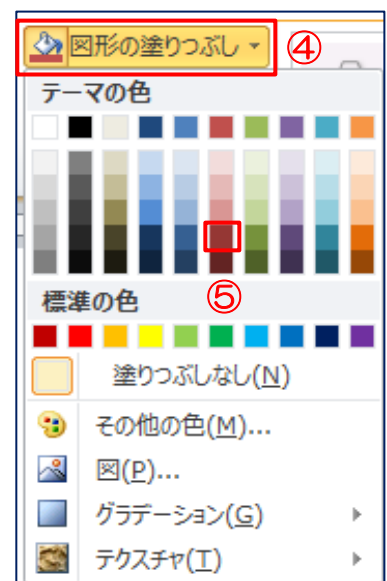 図形の塗りつぶし ④
テーマの色
⑤
標準の色
塗りつぶしなし(N)
その他の色(M)...
図(P)...
グラデーション(G)
テクスチャ(T)